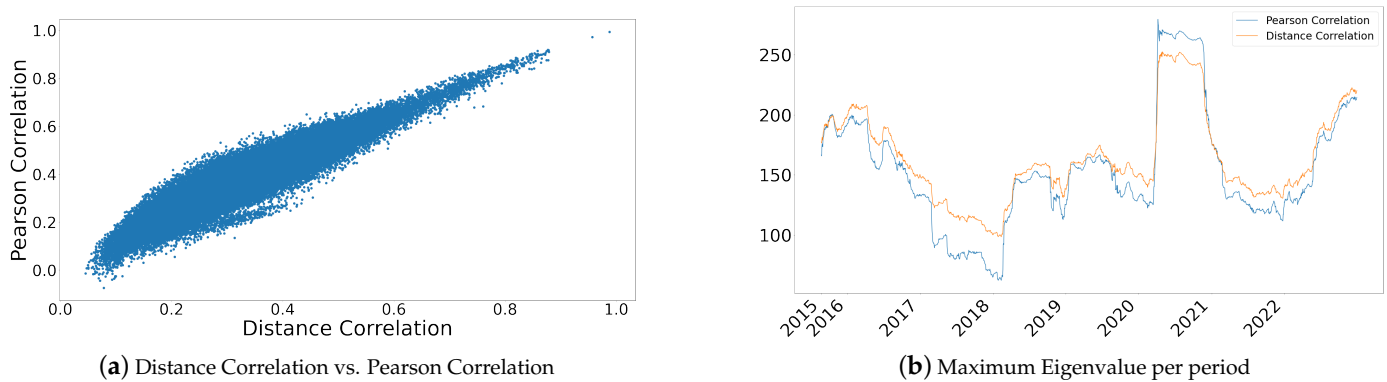 1.0
0.8
0.6
0.4
0.2
0.0
Pearson Correlation
0.0 0.2 0.4 0.6 0.8 1.0
Distance Correlation
(a) Distance Correlation vs. Pearson Correlation
Pearson Correlation
Distance Correlation
250
200
150
100
2015 2016 2017 2018 2019 2020 2021 2022
(b) Maximum Eigenvalue per period